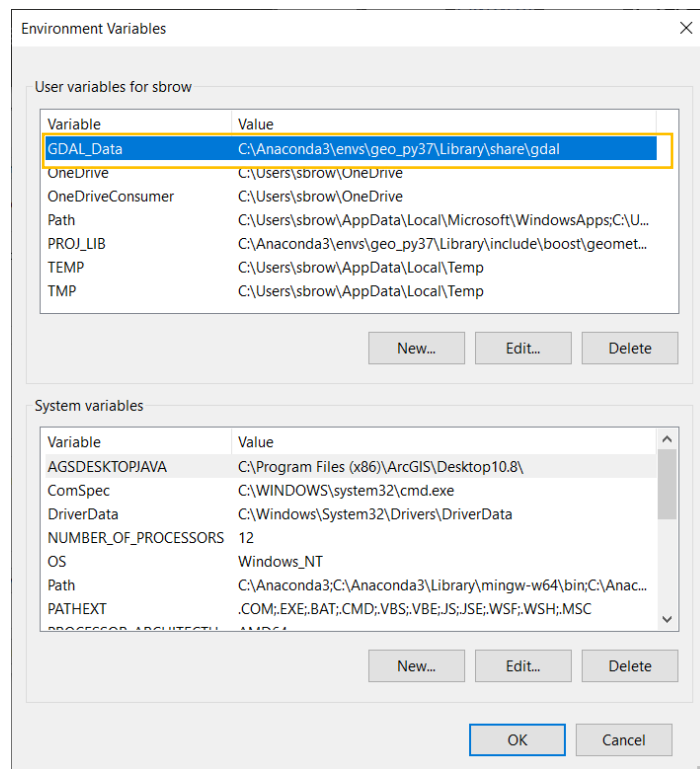 Environment Variables
User variables for sbrow
Variable Value
GDAL_Data C:\Anaconda3\envs\geo_py37\Library\share\gdal
OneDrive C:\Users\sbrow\OneDrive
OneDriveConsumer C:\Users\sbrow\OneDrive
Path C:\Users\sbrow\AppData\Local\Microsoft\WindowsApps;C:\U...
PROJ_LIB C:\Anaconda3\envs\geo_py37\Library\include\boost\geomet...
TEMP C:\Users\sbrow\AppData\Local\Temp
TMP C:\Users\sbrow\AppData\Local\Temp
New... Edit... Delete
System variables
Variable Value
AGSDESKTOPJAVA C:\Program Files (x86)\ArcGIS\Desktop10.8\
ComSpec C:\WINDOWS\system32\cmd.exe
DriverData C:\Windows\System32\Drivers\DriverData
NUMBER_OF_PROCESSORS 12
OS Windows_NT
Path C:\Anaconda3;C:\Anaconda3\Library\mingw-w64\bin;C:\Anac...
PATHEXT .COM;.EXE;.BAT;.CMD;.VBS;.VBE;.JS;.JSE;.WSF;.WSH;.MSC
New... Edit... Delete
OK Cancel